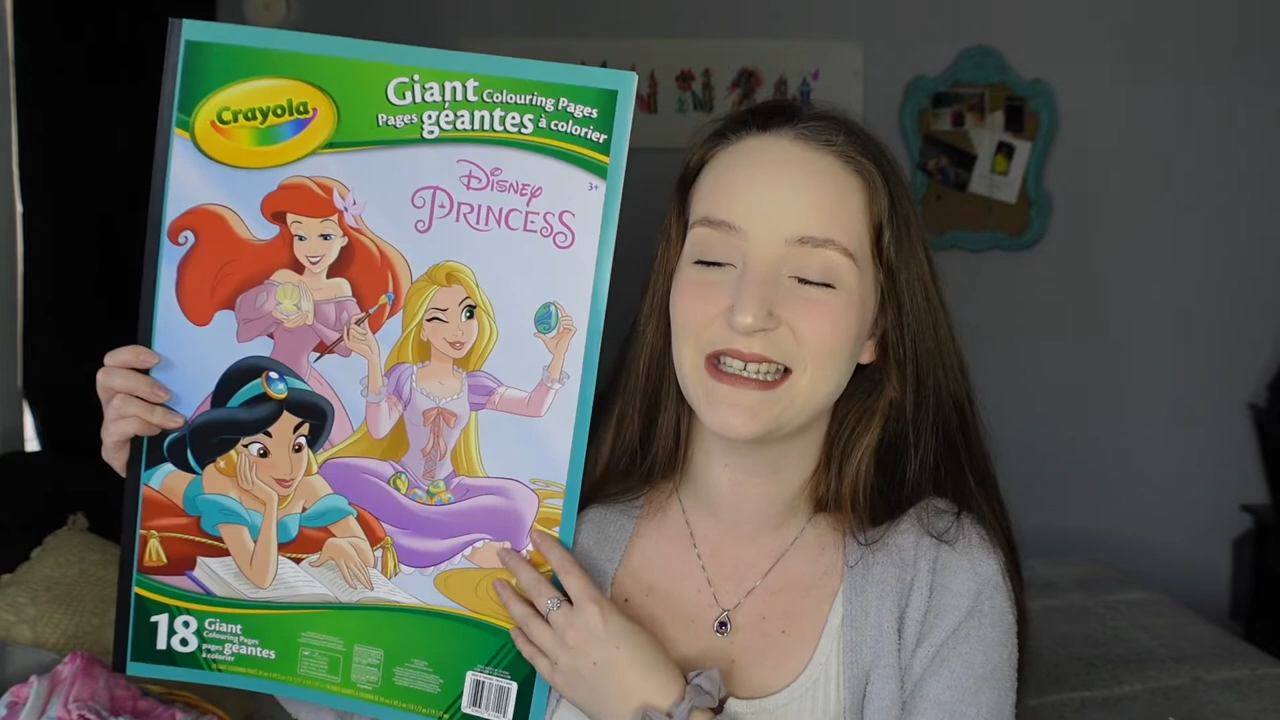 Crayola
Giant Colouring Pages
Pages géantes à colorier
3+
Disney
PRINCESS
18 Giant
Colouring Pages
pages géantes
à colorier